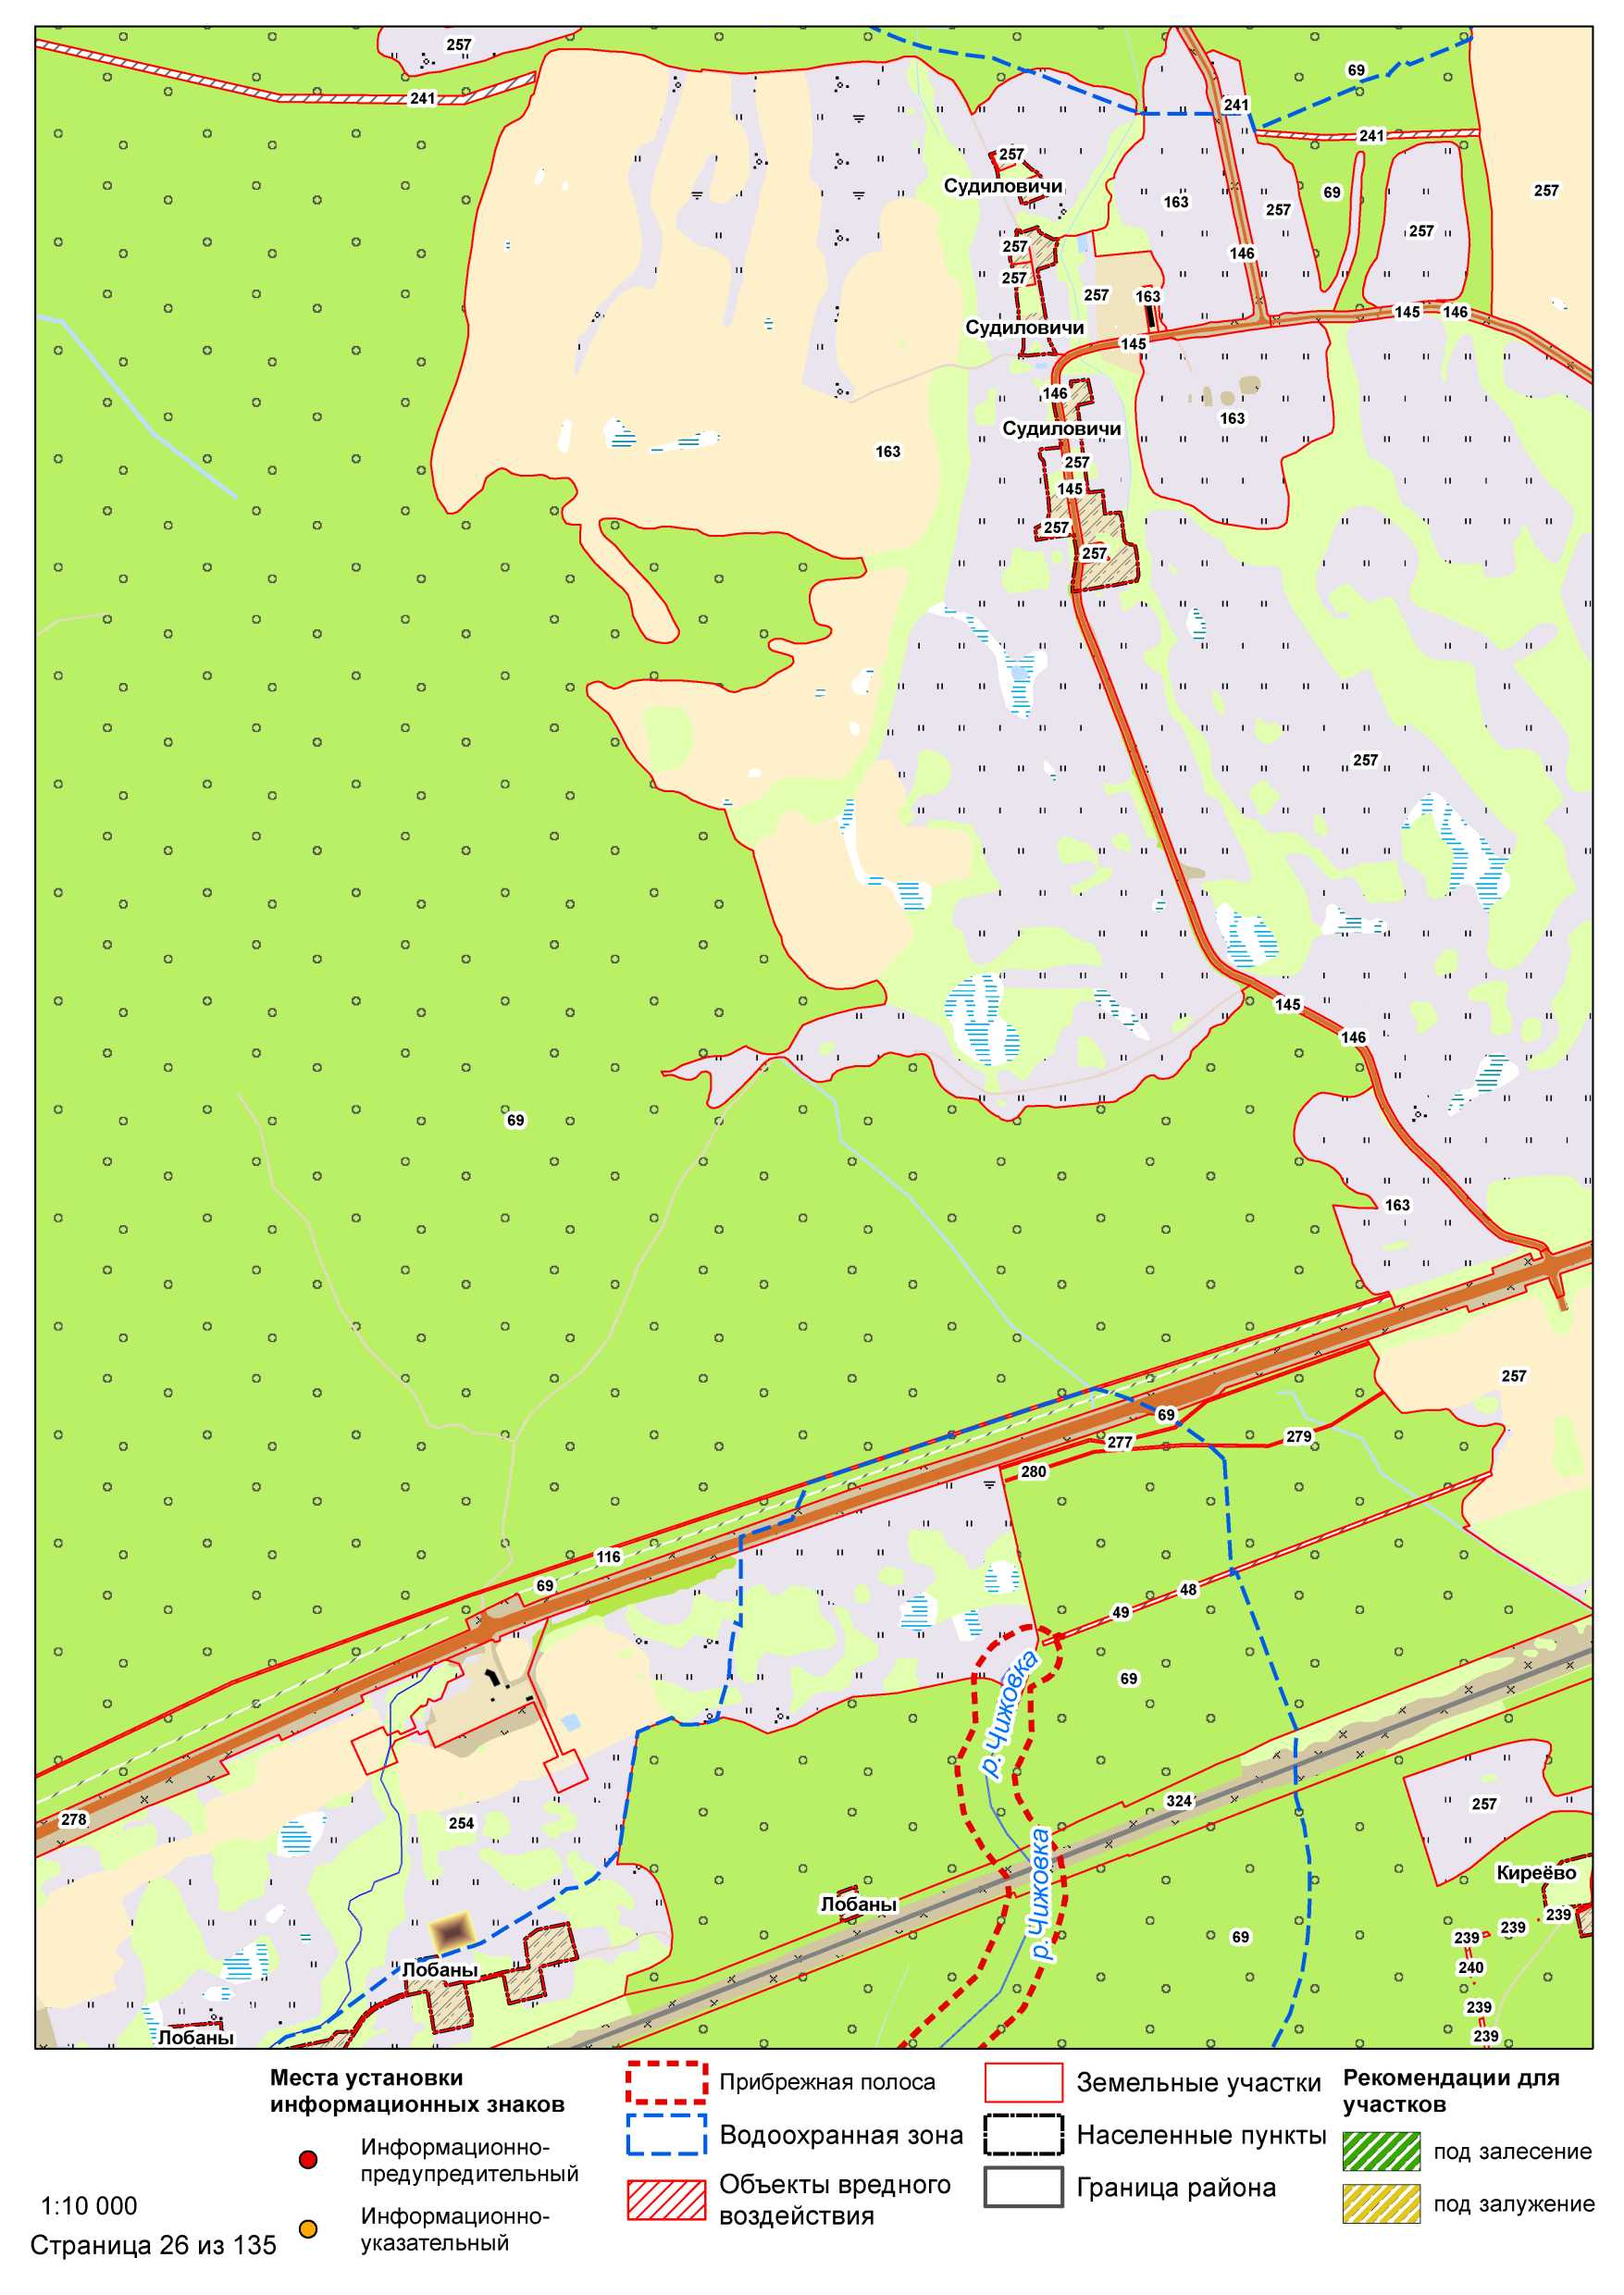 257
69
241
241
241
257
Судиловичи
163
257
69
257
257
257
146
257
257
163
145
146
Судиловичи
145
146
163
Судиловичи
163
257
145
257
257
257
145
146
69
163
257
69
277
279
280
116
69
48
49
69
р. Чижовка
278
254
324
257
р. Чижовка
Киреёво
Лобаны
239
239
239
69
240
Лобаны
239
Лобаны
239
Места установки
информационных знаков
Информационно-
предупредительный
Информационно-
указательный
Прибрежная полоса
Водоохранная зона
Объекты вредного
воздействия
Земельные участки
Населенные пункты
Граница района
Рекомендации для
участков
под залесение
под залужение
1:10 000
Страница 26 из 135